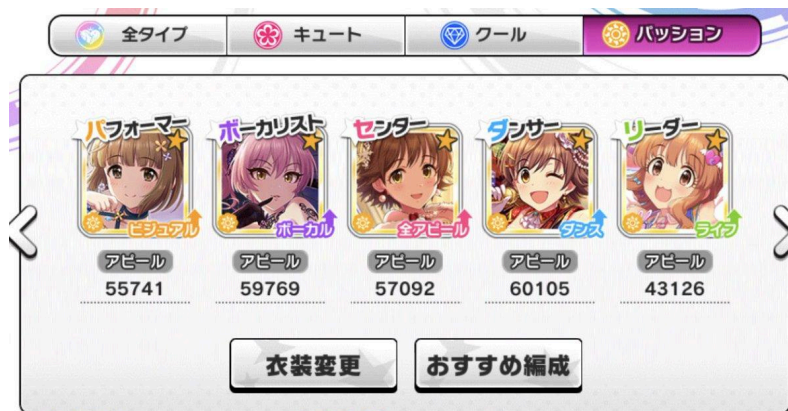 全タイプ キュート クール パッション
パフォーマー ボーカリスト センター ダンサー リーダー
ビジュアル ボーカル 全アピール ダンス ライフ
アピール アピール アピール アピール アピール
55741 59769 57092 60105 43126
衣装変更 おすすめ編成